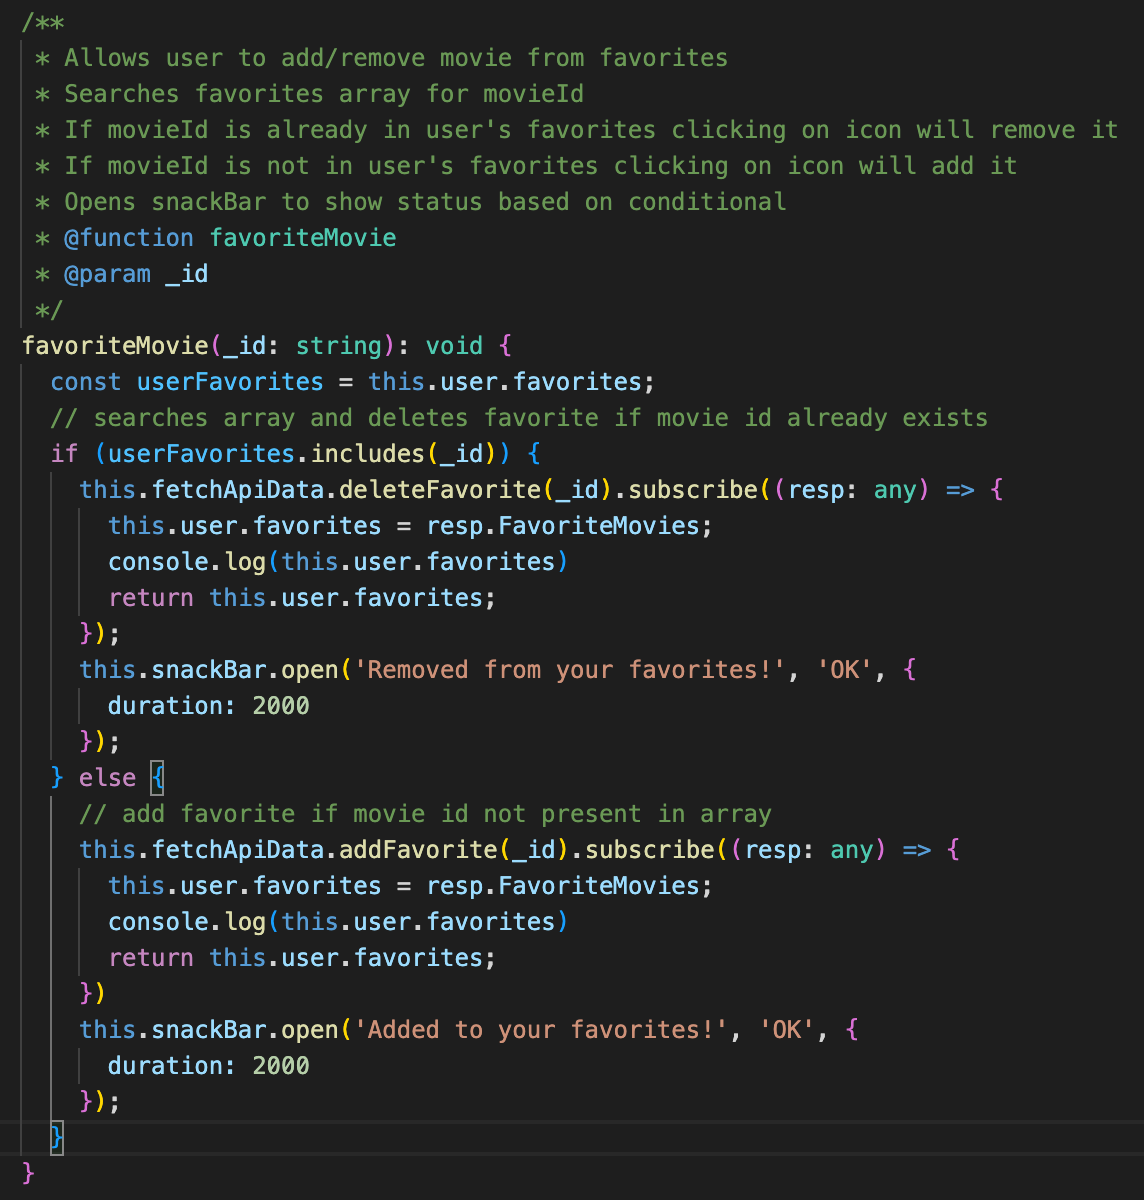 /**
 * Allows user to add/remove movie from favorites
 * Searches favorites array for movieId
 * If movieId is already in user's favorites clicking on icon will remove it
 * If movieId is not in user's favorites clicking on icon will add it
 * Opens snackBar to show status based on conditional
 * @function favoriteMovie
 * @param _id
 */
favoriteMovie(_id: string): void {
  const userFavorites = this.user.favorites;
  // searches array and deletes favorite if movie id already exists
  if (userFavorites.includes(_id)) {
    this.fetchApiData.deleteFavorite(_id).subscribe((resp: any) => {
      this.user.favorites = resp.FavoriteMovies;
      console.log(this.user.favorites)
      return this.user.favorites;
    });
    this.snackBar.open('Removed from your favorites!', 'OK', {
      duration: 2000
    });
  } else {
    // add favorite if movie id not present in array
    this.fetchApiData.addFavorite(_id).subscribe((resp: any) => {
      this.user.favorites = resp.FavoriteMovies;
      console.log(this.user.favorites)
      return this.user.favorites;
    })
    this.snackBar.open('Added to your favorites!', 'OK', {
      duration: 2000
    });
  }
}